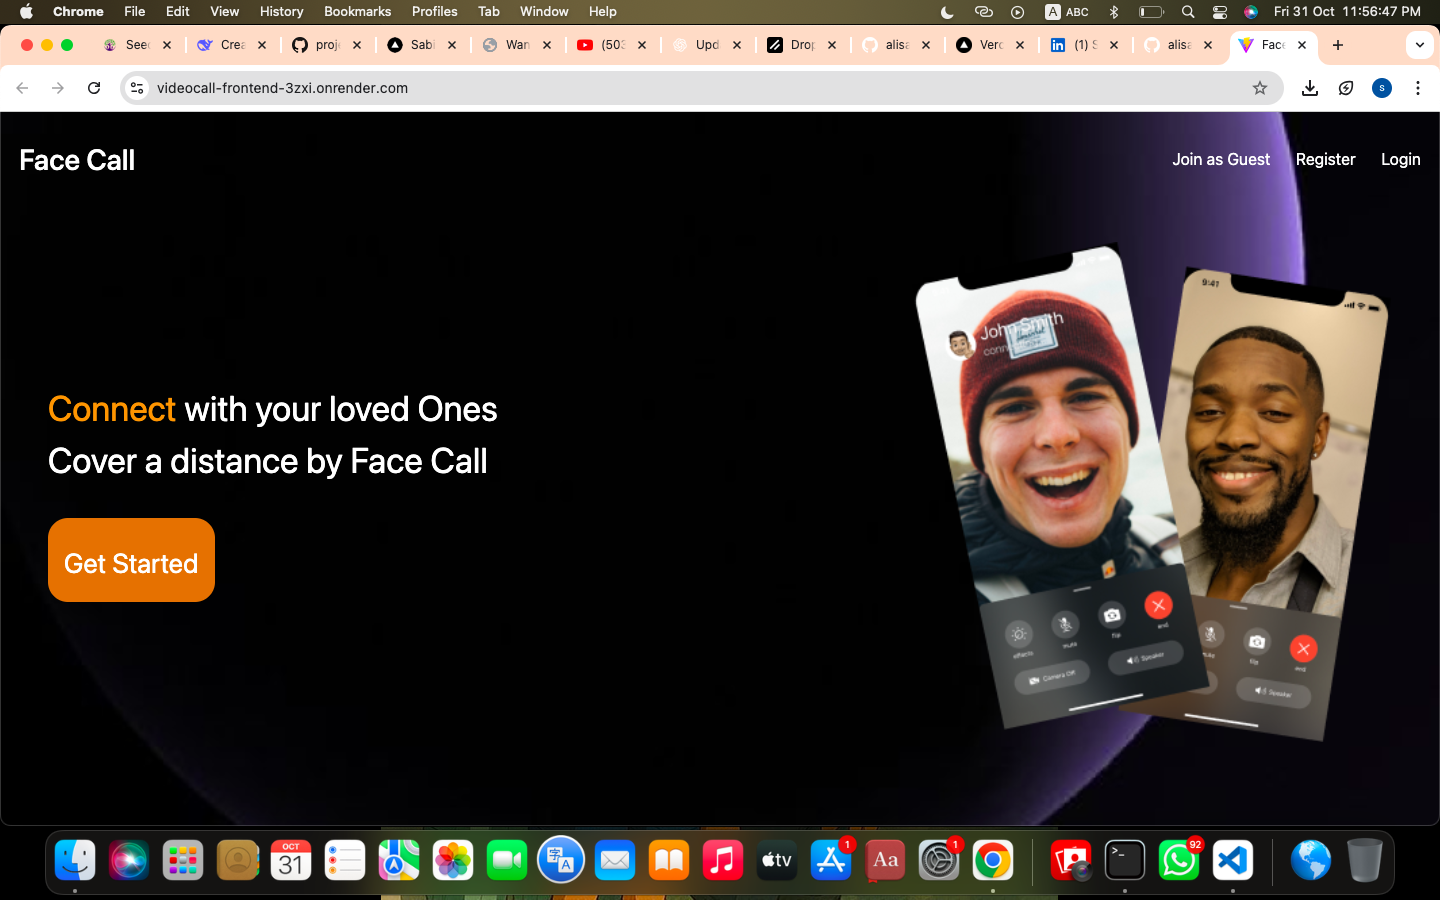 Chrome File Edit View History Bookmarks Profiles Tab Window Help A ABC Fri 31 Oct 11:56:47 PM
Seec Crea proj Sabi Wan (503 Upd Drop alisa Verc (1) S alisa Face
videocall-frontend-3zxi.onrender.com S
Face Call Join as Guest Register Login
9:41
John Smith
Connect with your loved Ones
Cover a distance by Face Call
Get Started
effects mute flip end
Camera Off Speaker
flip end
Speaker
OCT
31
tv
1
Aa
1
92